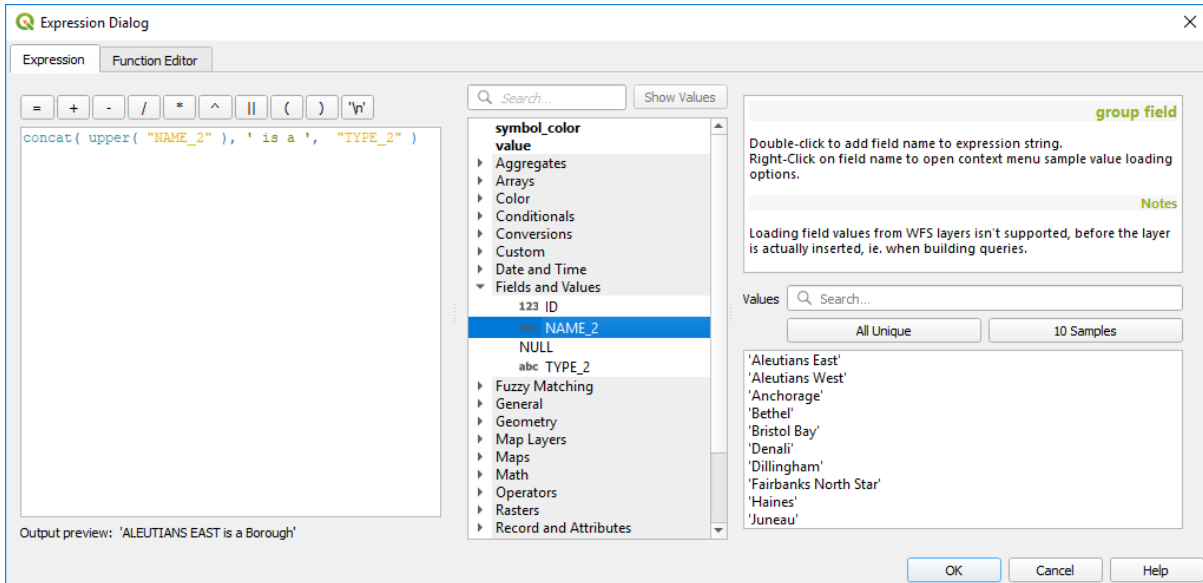 Expression Dialog
Expression
Function Editor
= + - / * ^ || ( ) '\n'
concat( upper( "NAME_2" ), ' is a ',  "TYPE_2" )
Output preview:  'ALEUTIANS EAST is a Borough'
Search...
Show Values
symbol_color
value
Aggregates
Arrays
Color
Conditionals
Conversions
Custom
Date and Time
Fields and Values
123 ID
abc NAME_2
NULL
abc TYPE_2
Fuzzy Matching
General
Geometry
Map Layers
Maps
Math
Operators
Rasters
Record and Attributes
group field
Double-click to add field name to expression string.
Right-Click on field name to open context menu sample value loading
options.
Notes
Loading field values from WFS layers isn't supported, before the layer
is actually inserted, ie. when building queries.
Values
Search...
All Unique
10 Samples
'Aleutians East'
'Aleutians West'
'Anchorage'
'Bethel'
'Bristol Bay'
'Denali'
'Dillingham'
'Fairbanks North Star'
'Haines'
'Juneau'
OK
Cancel
Help